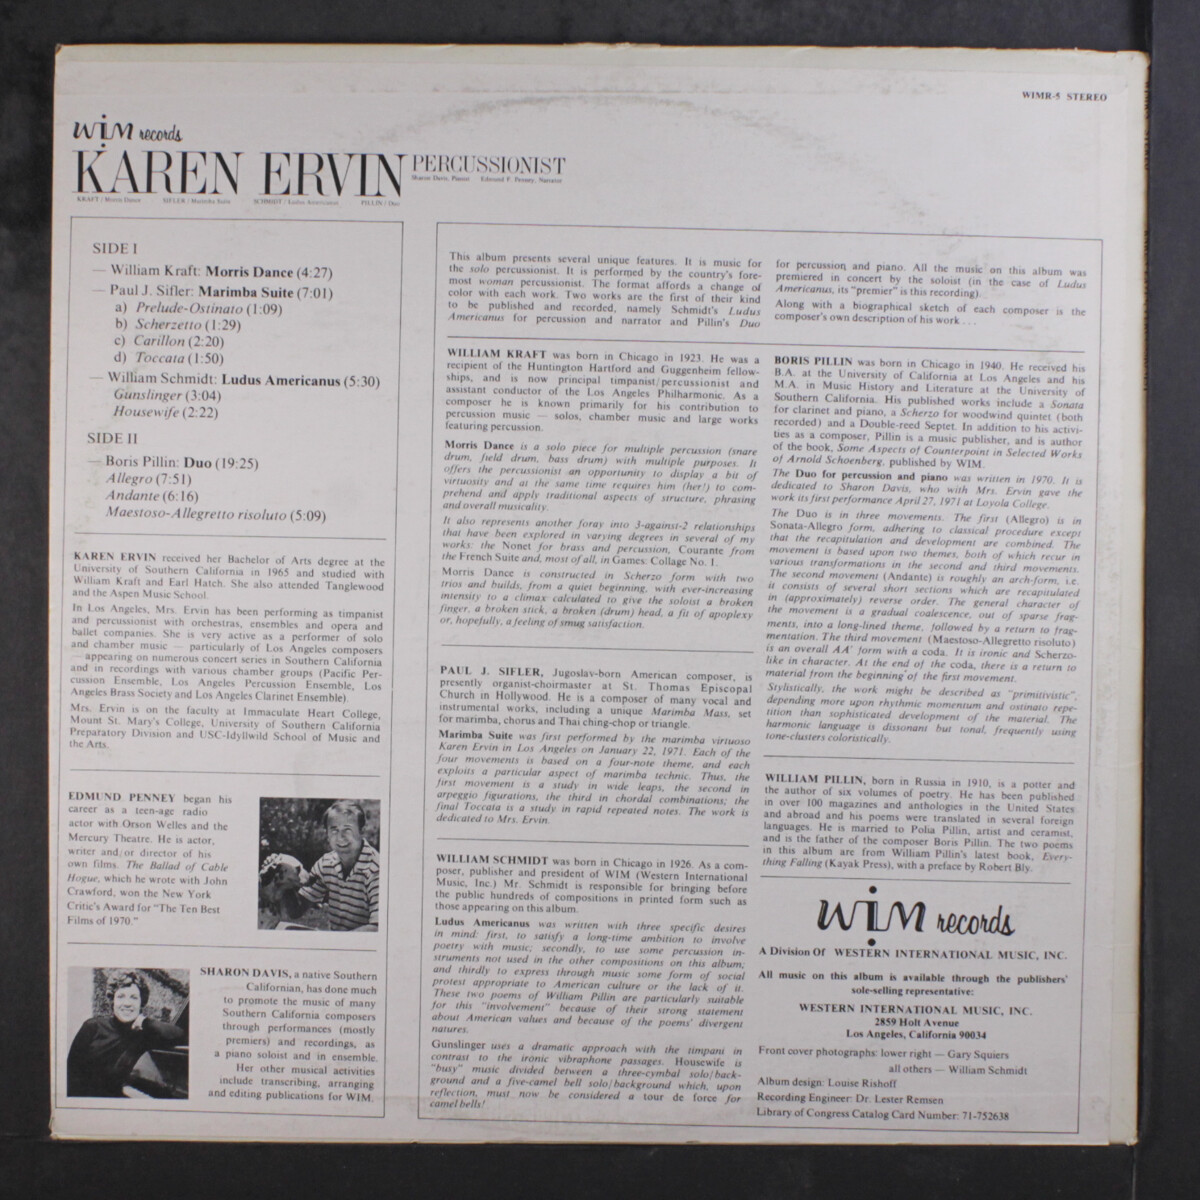 WIMR-5 STEREO
WIM records
KAREN ERVIN PERCUSSIONIST
Sharon Davis, Pianist Edmund F. Penney, Narrator
KRAFT / Morris Dance SIFLER / Marimba Suite SCHMIDT / Ludus Americanus PILLIN / Duo
SIDE I
— William Kraft: Morris Dance (4:27)
— Paul J. Sifler: Marimba Suite (7:01)
a) Prelude-Ostinato (1:09)
b) Scherzetto (1:29)
c) Carillon (2:20)
d) Toccata (1:50)
— William Schmidt: Ludus Americanus (5:30)
Gunslinger (3:04)
Housewife (2:22)
SIDE II
— Boris Pillin: Duo (19:25)
Allegro (7:51)
Andante (6:16)
Maestoso-Allegretto risoluto (5:09)
KAREN ERVIN received her Bachelor of Arts degree at the
University of Southern California in 1965 and studied with
William Kraft and Earl Hatch. She also attended Tanglewood
and the Aspen Music School.
In Los Angeles, Mrs. Ervin has been performing as timpanist
and percussionist with orchestras, ensembles and opera and
ballet companies. She is very active as a performer of solo
and chamber music — particularly of Los Angeles composers
— appearing on numerous concert series in Southern California
and in recordings with various chamber groups (Pacific Per-
cussion Ensemble, Los Angeles Percussion Ensemble, Los
Angeles Brass Society and Los Angeles Clarinet Ensemble).
Mrs. Ervin is on the faculty at Immaculate Heart College,
Mount St. Mary's College, University of Southern California
Preparatory Division and USC-Idyllwild School of Music and
the Arts.
EDMUND PENNEY began his
career as a teen-age radio
actor with Orson Welles and the
Mercury Theatre. He is actor,
writer and/or director of his
own films. The Ballad of Cable
Hogue, which he wrote with John
Crawford, won the New York
Critic's Award for "The Ten Best
Films of 1970."
SHARON DAVIS, a native Southern
Californian, has done much
to promote the music of many
Southern California composers
through performances (mostly
premiers) and recordings, as
a piano soloist and in ensemble.
Her other musical activities
include transcribing, arranging
and editing publications for WIM.
This album presents several unique features. It is music for
the solo percussionist. It is performed by the country's fore-
most woman percussionist. The format affords a change of
color with each work. Two works are the first of their kind
to be published and recorded, namely Schmidt's Ludus
Americanus for percussion and narrator and Pillin's Duo
for percussion and piano. All the music on this album was
premiered in concert by the soloist (in the case of Ludus
Americanus, its "premier" is this recording).
Along with a biographical sketch of each composer is the
composer's own description of his work . . .
WILLIAM KRAFT was born in Chicago in 1923. He was a
recipient of the Huntington Hartford and Guggenheim fellow-
ships, and is now principal timpanist/percussionist and
assistant conductor of the Los Angeles Philharmonic. As a
composer he is known primarily for his contribution to
percussion music — solos, chamber music and large works
featuring percussion.
Morris Dance is a solo piece for multiple percussion (snare
drum, field drum, bass drum) with multiple purposes. It
offers the percussionist an opportunity to display a bit of
virtuosity and at the same time requires him (her!) to com-
prehend and apply traditional aspects of structure, phrasing
and overall musicality.
It also represents another foray into 3-against-2 relationships
that have been explored in varying degrees in several of my
works: the Nonet for brass and percussion, Courante from
the French Suite and, most of all, in Games: Collage No. 1.
Morris Dance is constructed in Scherzo form with two
trios and builds, from a quiet beginning, with ever-increasing
intensity to a climax calculated to give the soloist a broken
finger, a broken stick, a broken (drum) head, a fit of apoplexy
or, hopefully, a feeling of smug satisfaction.
PAUL J. SIFLER, Jugoslav-born American composer, is
presently organist-choirmaster at St. Thomas Episcopal
Church in Hollywood. He is a composer of many vocal and
instrumental works, including a unique Marimba Mass, set
for marimba, chorus and Thai ching-chop or triangle.
Marimba Suite was first performed by the marimba virtuoso
Karen Ervin in Los Angeles on January 22, 1971. Each of the
four movements is based on a four-note theme, and each
exploits a particular aspect of marimba technic. Thus, the
first movement is a study in wide leaps, the second in
arpeggio figurations, the third in chordal combinations; the
final Toccata is a study in rapid repeated notes. The work is
dedicated to Mrs. Ervin.
WILLIAM SCHMIDT was born in Chicago in 1926. As a com-
poser, publisher and president of WIM (Western International
Music, Inc.) Mr. Schmidt is responsible for bringing before
the public hundreds of compositions in printed form such as
those appearing on this album.
Ludus Americanus was written with three specific desires
in mind: first, to satisfy a long-time ambition to involve
poetry with music; secondly, to use some percussion in-
struments not used in the other compositions on this album;
and thirdly to express through music some form of social
protest appropriate to American culture or the lack of it.
These two poems of William Pillin are particularly suitable
for this "involvement" because of their strong statement
about American values and because of the poems' divergent
natures.
Gunslinger uses a dramatic approach with the timpani in
contrast to the ironic vibraphone passages. Housewife is
"busy" music divided between a three-cymbal solo/back-
ground and a five-camel bell solo/background which, upon
reflection, must now be considered a tour de force for
camel bells!
BORIS PILLIN was born in Chicago in 1940. He received his
B.A. at the University of California at Los Angeles and his
M.A. in Music History and Literature at the University of
Southern California. His published works include a Sonata
for clarinet and piano, a Scherzo for woodwind quintet (both
recorded) and a Double-reed Septet. In addition to his activi-
ties as a composer, Pillin is a music publisher, and is author
of the book, Some Aspects of Counterpoint in Selected Works
of Arnold Schoenberg, published by WIM.
The Duo for percussion and piano was written in 1970. It is
dedicated to Sharon Davis, who with Mrs. Ervin gave the
work its first performance April 27, 1971 at Loyola College.
The Duo is in three movements. The first (Allegro) is in
Sonata-Allegro form, adhering to classical procedure except
that the recapitulation and development are combined. The
movement is based upon two themes, both of which recur in
various transformations in the second and third movements.
The second movement (Andante) is roughly an arch-form, i.e.
it consists of several short sections which are recapitulated
in (approximately) reverse order. The general character of
the movement is a gradual coalescence, out of sparse frag-
ments, into a long-lined theme, followed by a return to frag-
mentation. The third movement (Maestoso-Allegretto risoluto)
is an overall AA' form with a coda. It is ironic and Scherzo-
like in character. At the end of the coda, there is a return to
material from the beginning of the first movement.
Stylistically, the work might be described as "primitivistic",
depending more upon rhythmic momentum and ostinato repe-
tition than sophisticated development of the material. The
harmonic language is dissonant but tonal, frequently using
tone-clusters coloristically.
WILLIAM PILLIN, born in Russia in 1910, is a potter and
the author of six volumes of poetry. He has been published
in over 100 magazines and anthologies in the United States
and abroad and his poems were translated in several foreign
languages. He is married to Polia Pillin, artist and ceramist,
and is the father of the composer Boris Pillin. The two poems
in this album are from William Pillin's latest book, Every-
thing Falling (Kayak Press), with a preface by Robert Bly.
WIM records
A Division Of WESTERN INTERNATIONAL MUSIC, INC.
All music on this album is available through the publishers'
sole-selling representative:
WESTERN INTERNATIONAL MUSIC, INC.
2859 Holt Avenue
Los Angeles, California 90034
Front cover photographs: lower right — Gary Squiers
all others — William Schmidt
Album design: Louise Rishoff
Recording Engineer: Dr. Lester Remsen
Library of Congress Catalog Card Number: 71-752638